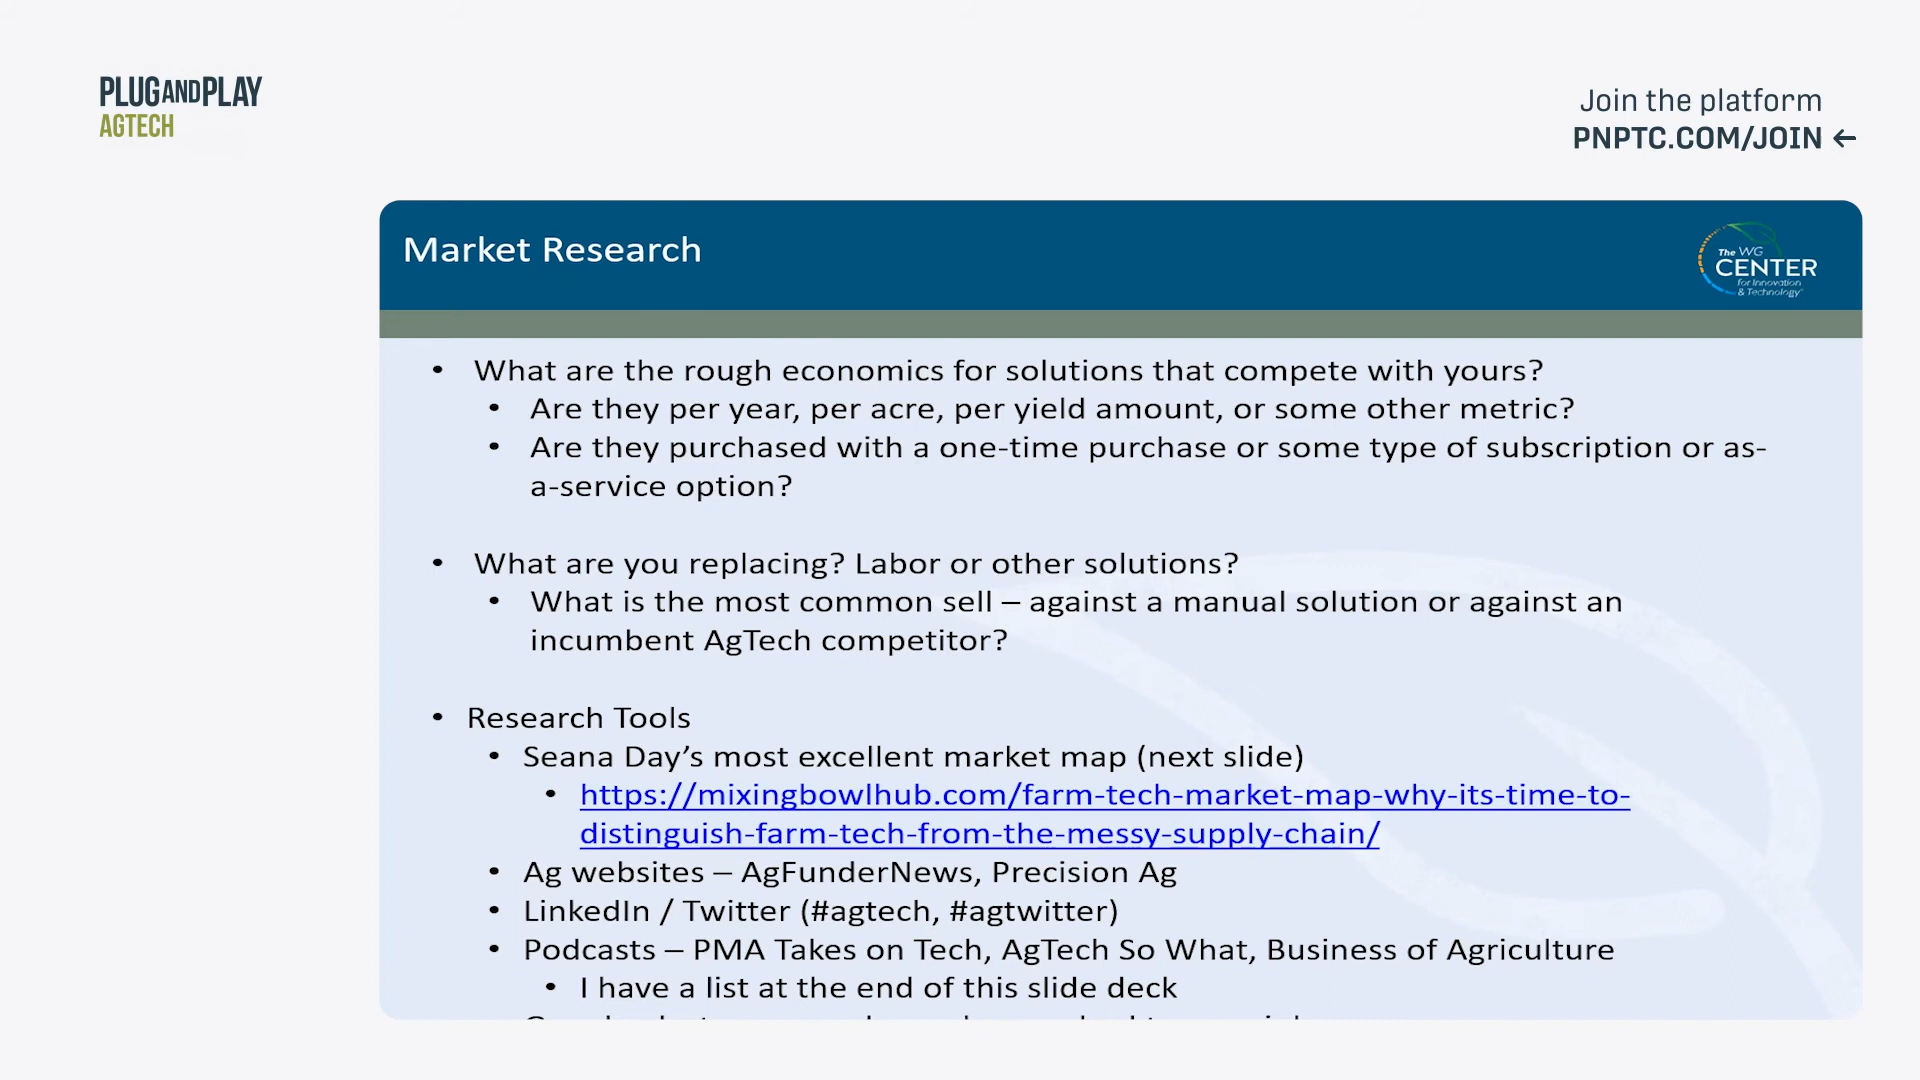 PLUGANDPLAY
AGTECH
Join the platform
PNPTC.COM/JOIN ←
Market Research
The WG
CENTER
for Innovation
& Technology
• What are the rough economics for solutions that compete with yours?
• Are they per year, per acre, per yield amount, or some other metric?
• Are they purchased with a one-time purchase or some type of subscription or as-
a-service option?
• What are you replacing? Labor or other solutions?
• What is the most common sell – against a manual solution or against an
incumbent AgTech competitor?
• Research Tools
• Seana Day’s most excellent market map (next slide)
• https://mixingbowlhub.com/farm-tech-market-map-why-its-time-to-
distinguish-farm-tech-from-the-messy-supply-chain/
• Ag websites – AgFunderNews, Precision Ag
• LinkedIn / Twitter (#agtech, #agtwitter)
• Podcasts – PMA Takes on Tech, AgTech So What, Business of Agriculture
• I have a list at the end of this slide deck